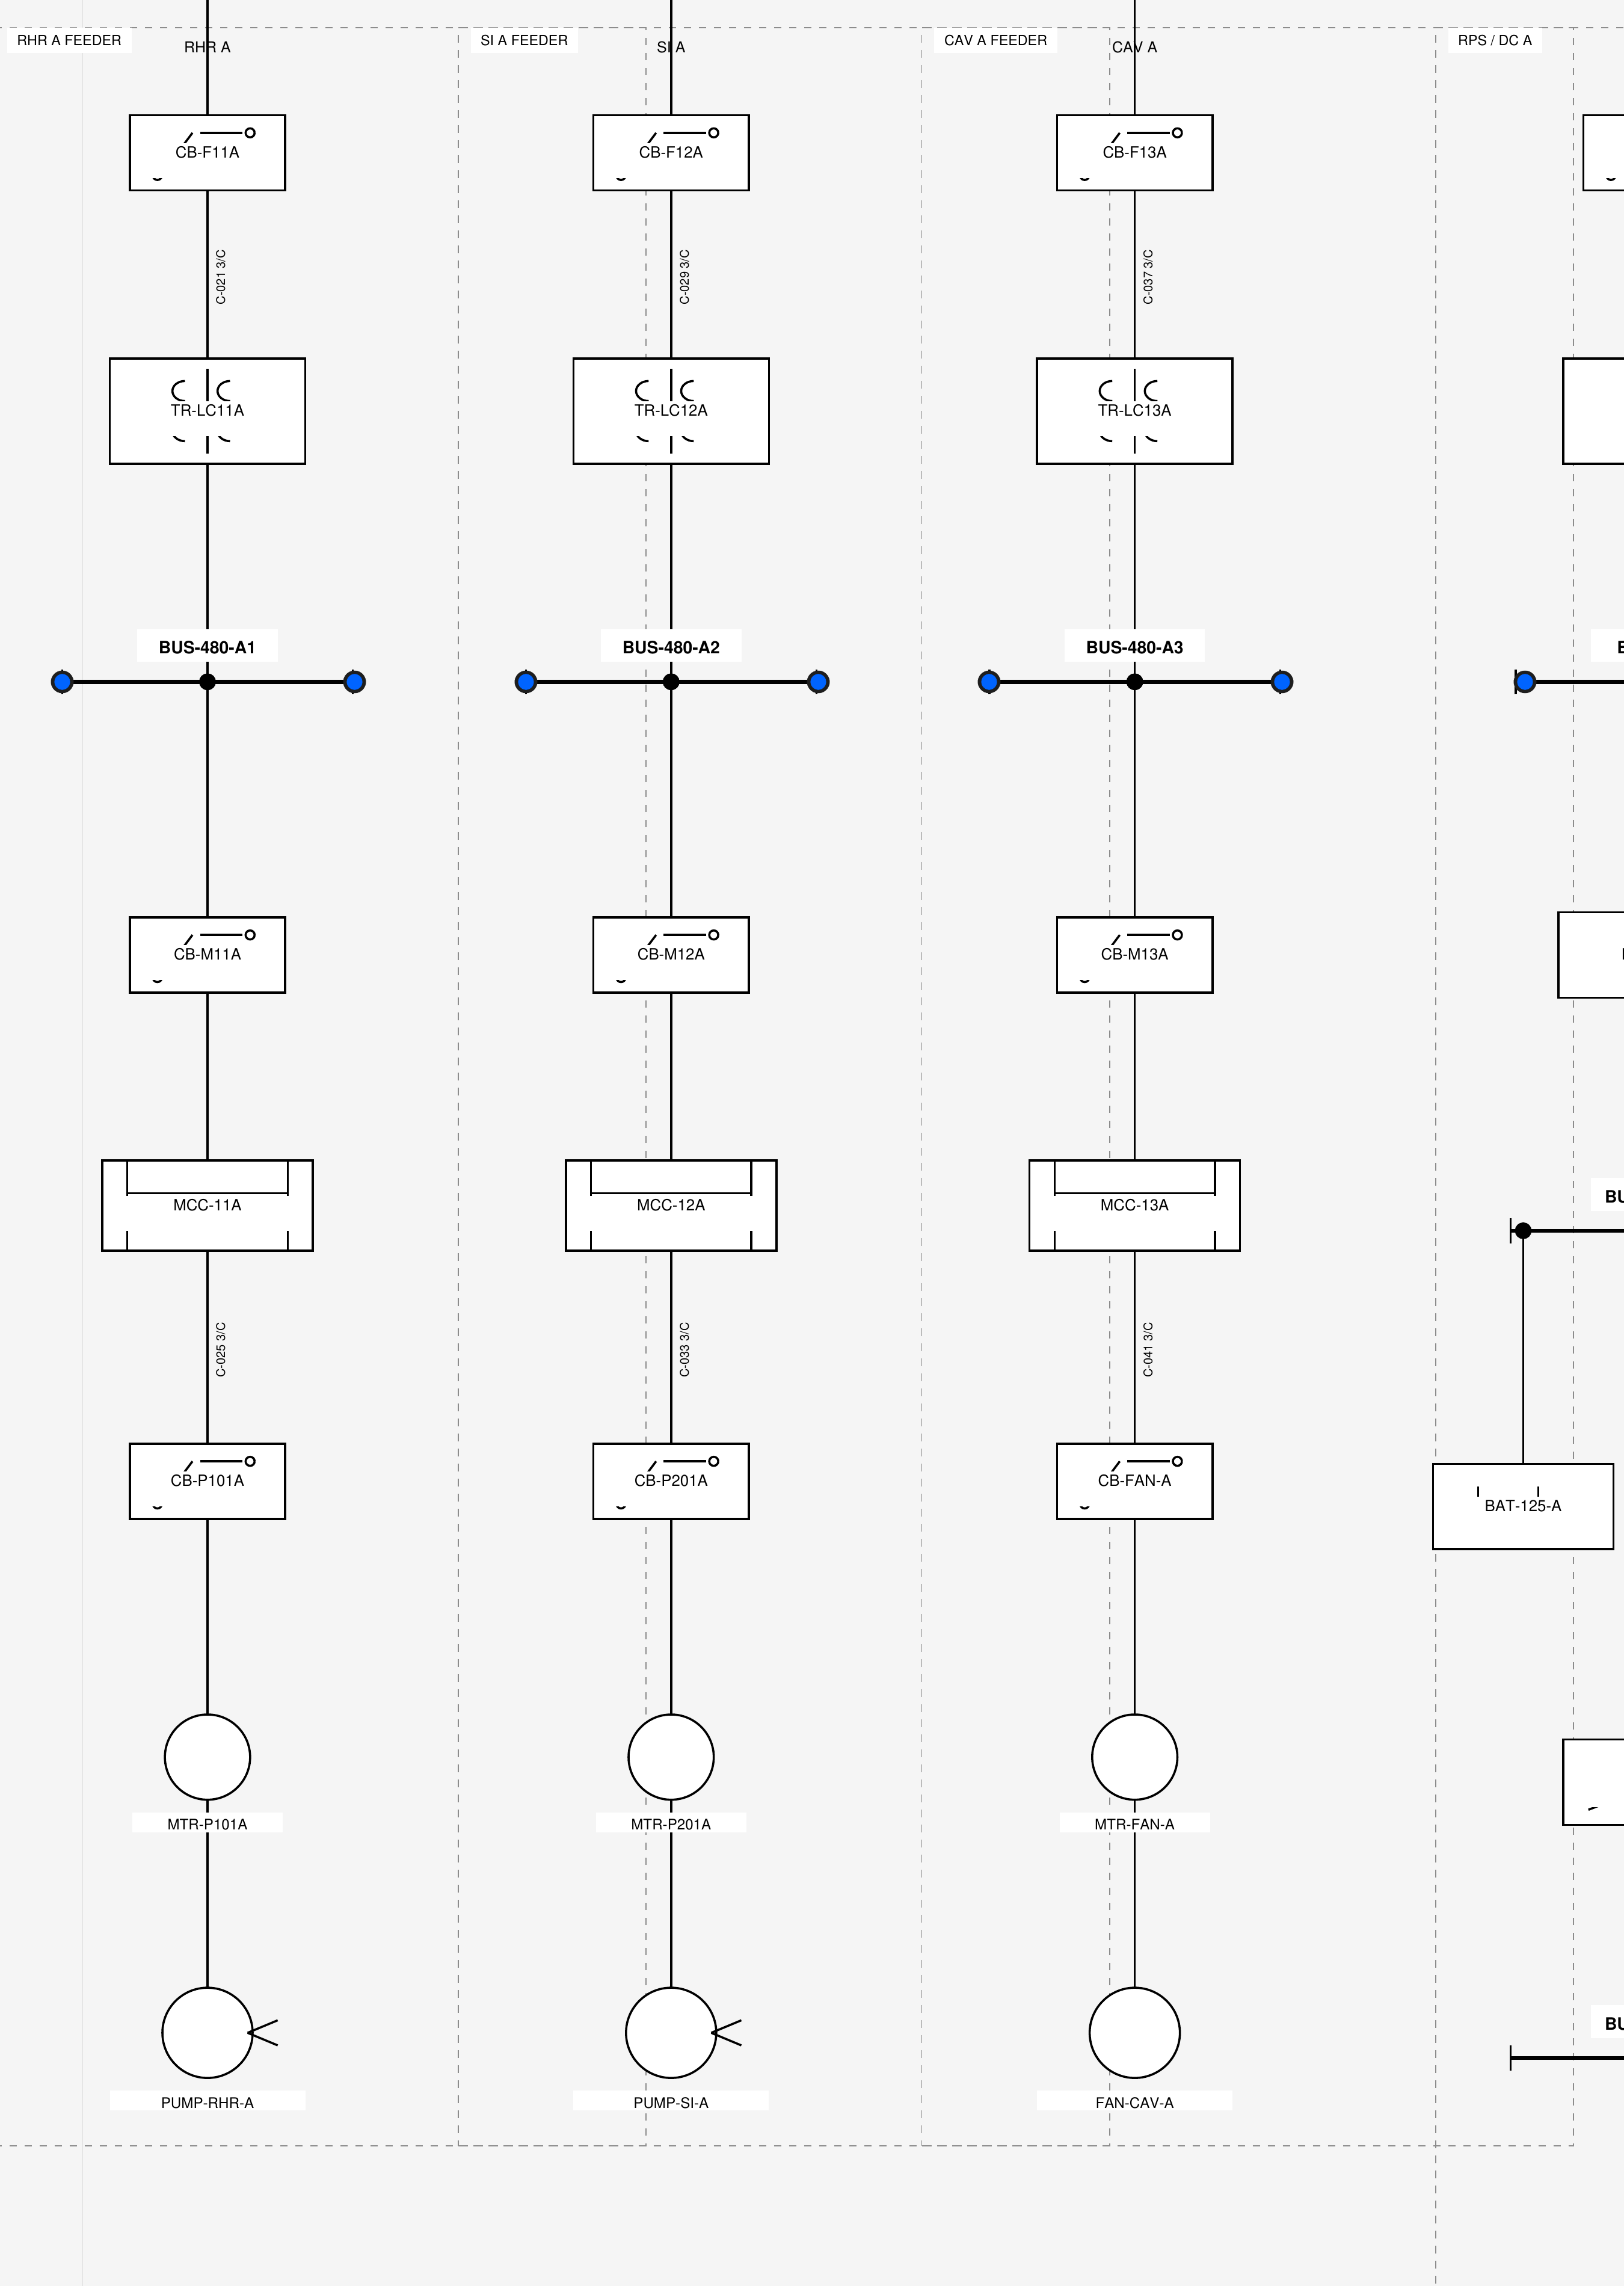 RHR A FEEDER
RHR A
SI A FEEDER
SI A
CAV A FEEDER
CAV A
RPS / DC A
CB-F11A
CB-F12A
CB-F13A
C-021 3/C
C-029 3/C
C-037 3/C
TR-LC11A
TR-LC12A
TR-LC13A
BUS-480-A1
BUS-480-A2
BUS-480-A3
CB-M11A
CB-M12A
CB-M13A
MCC-11A
MCC-12A
MCC-13A
C-025 3/C
C-033 3/C
C-041 3/C
CB-P101A
CB-P201A
CB-FAN-A
BAT-125-A
MTR-P101A
MTR-P201A
MTR-FAN-A
PUMP-RHR-A
PUMP-SI-A
FAN-CAV-A